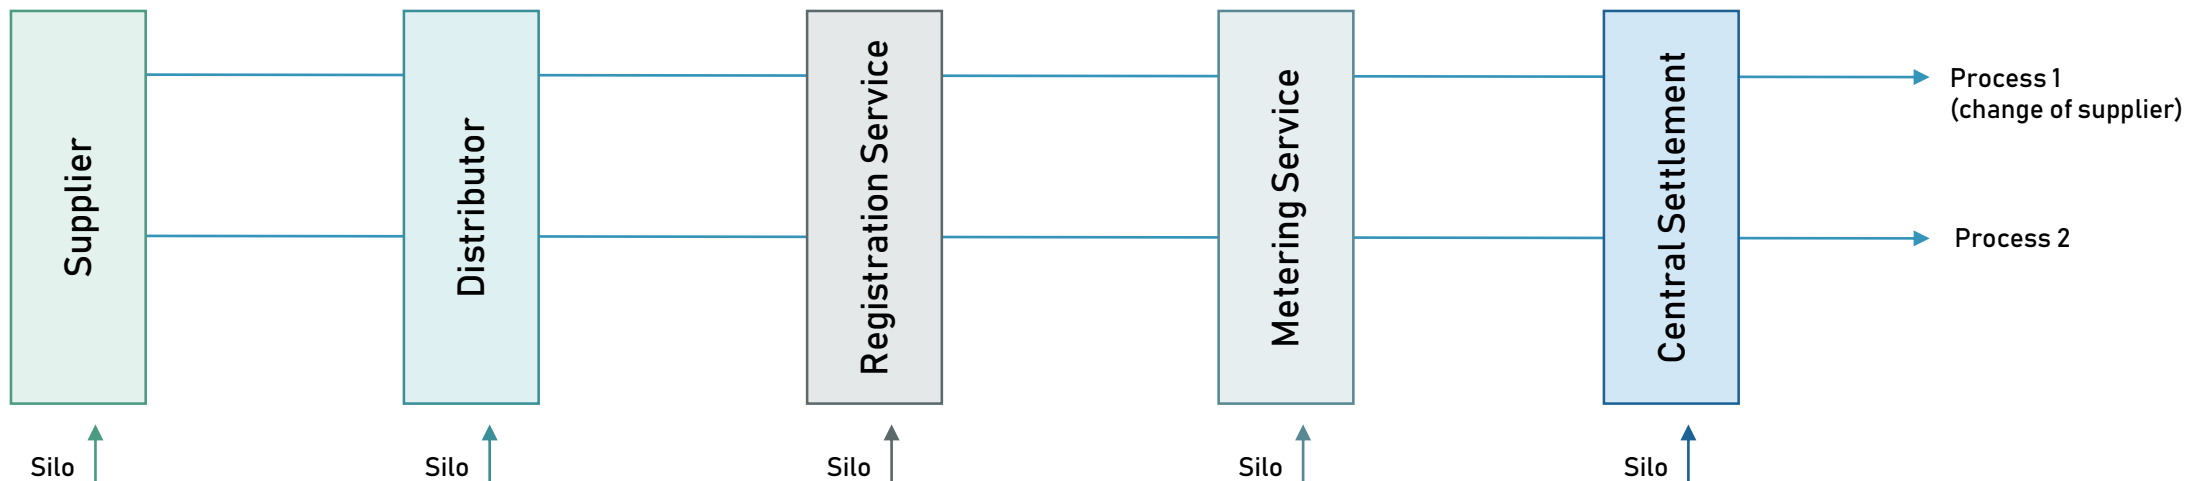 Supplier
Distributor
Registration Service
Metering Service
Central Settlement
Process 1
(change of supplier)
Process 2
Silo
Silo
Silo
Silo
Silo